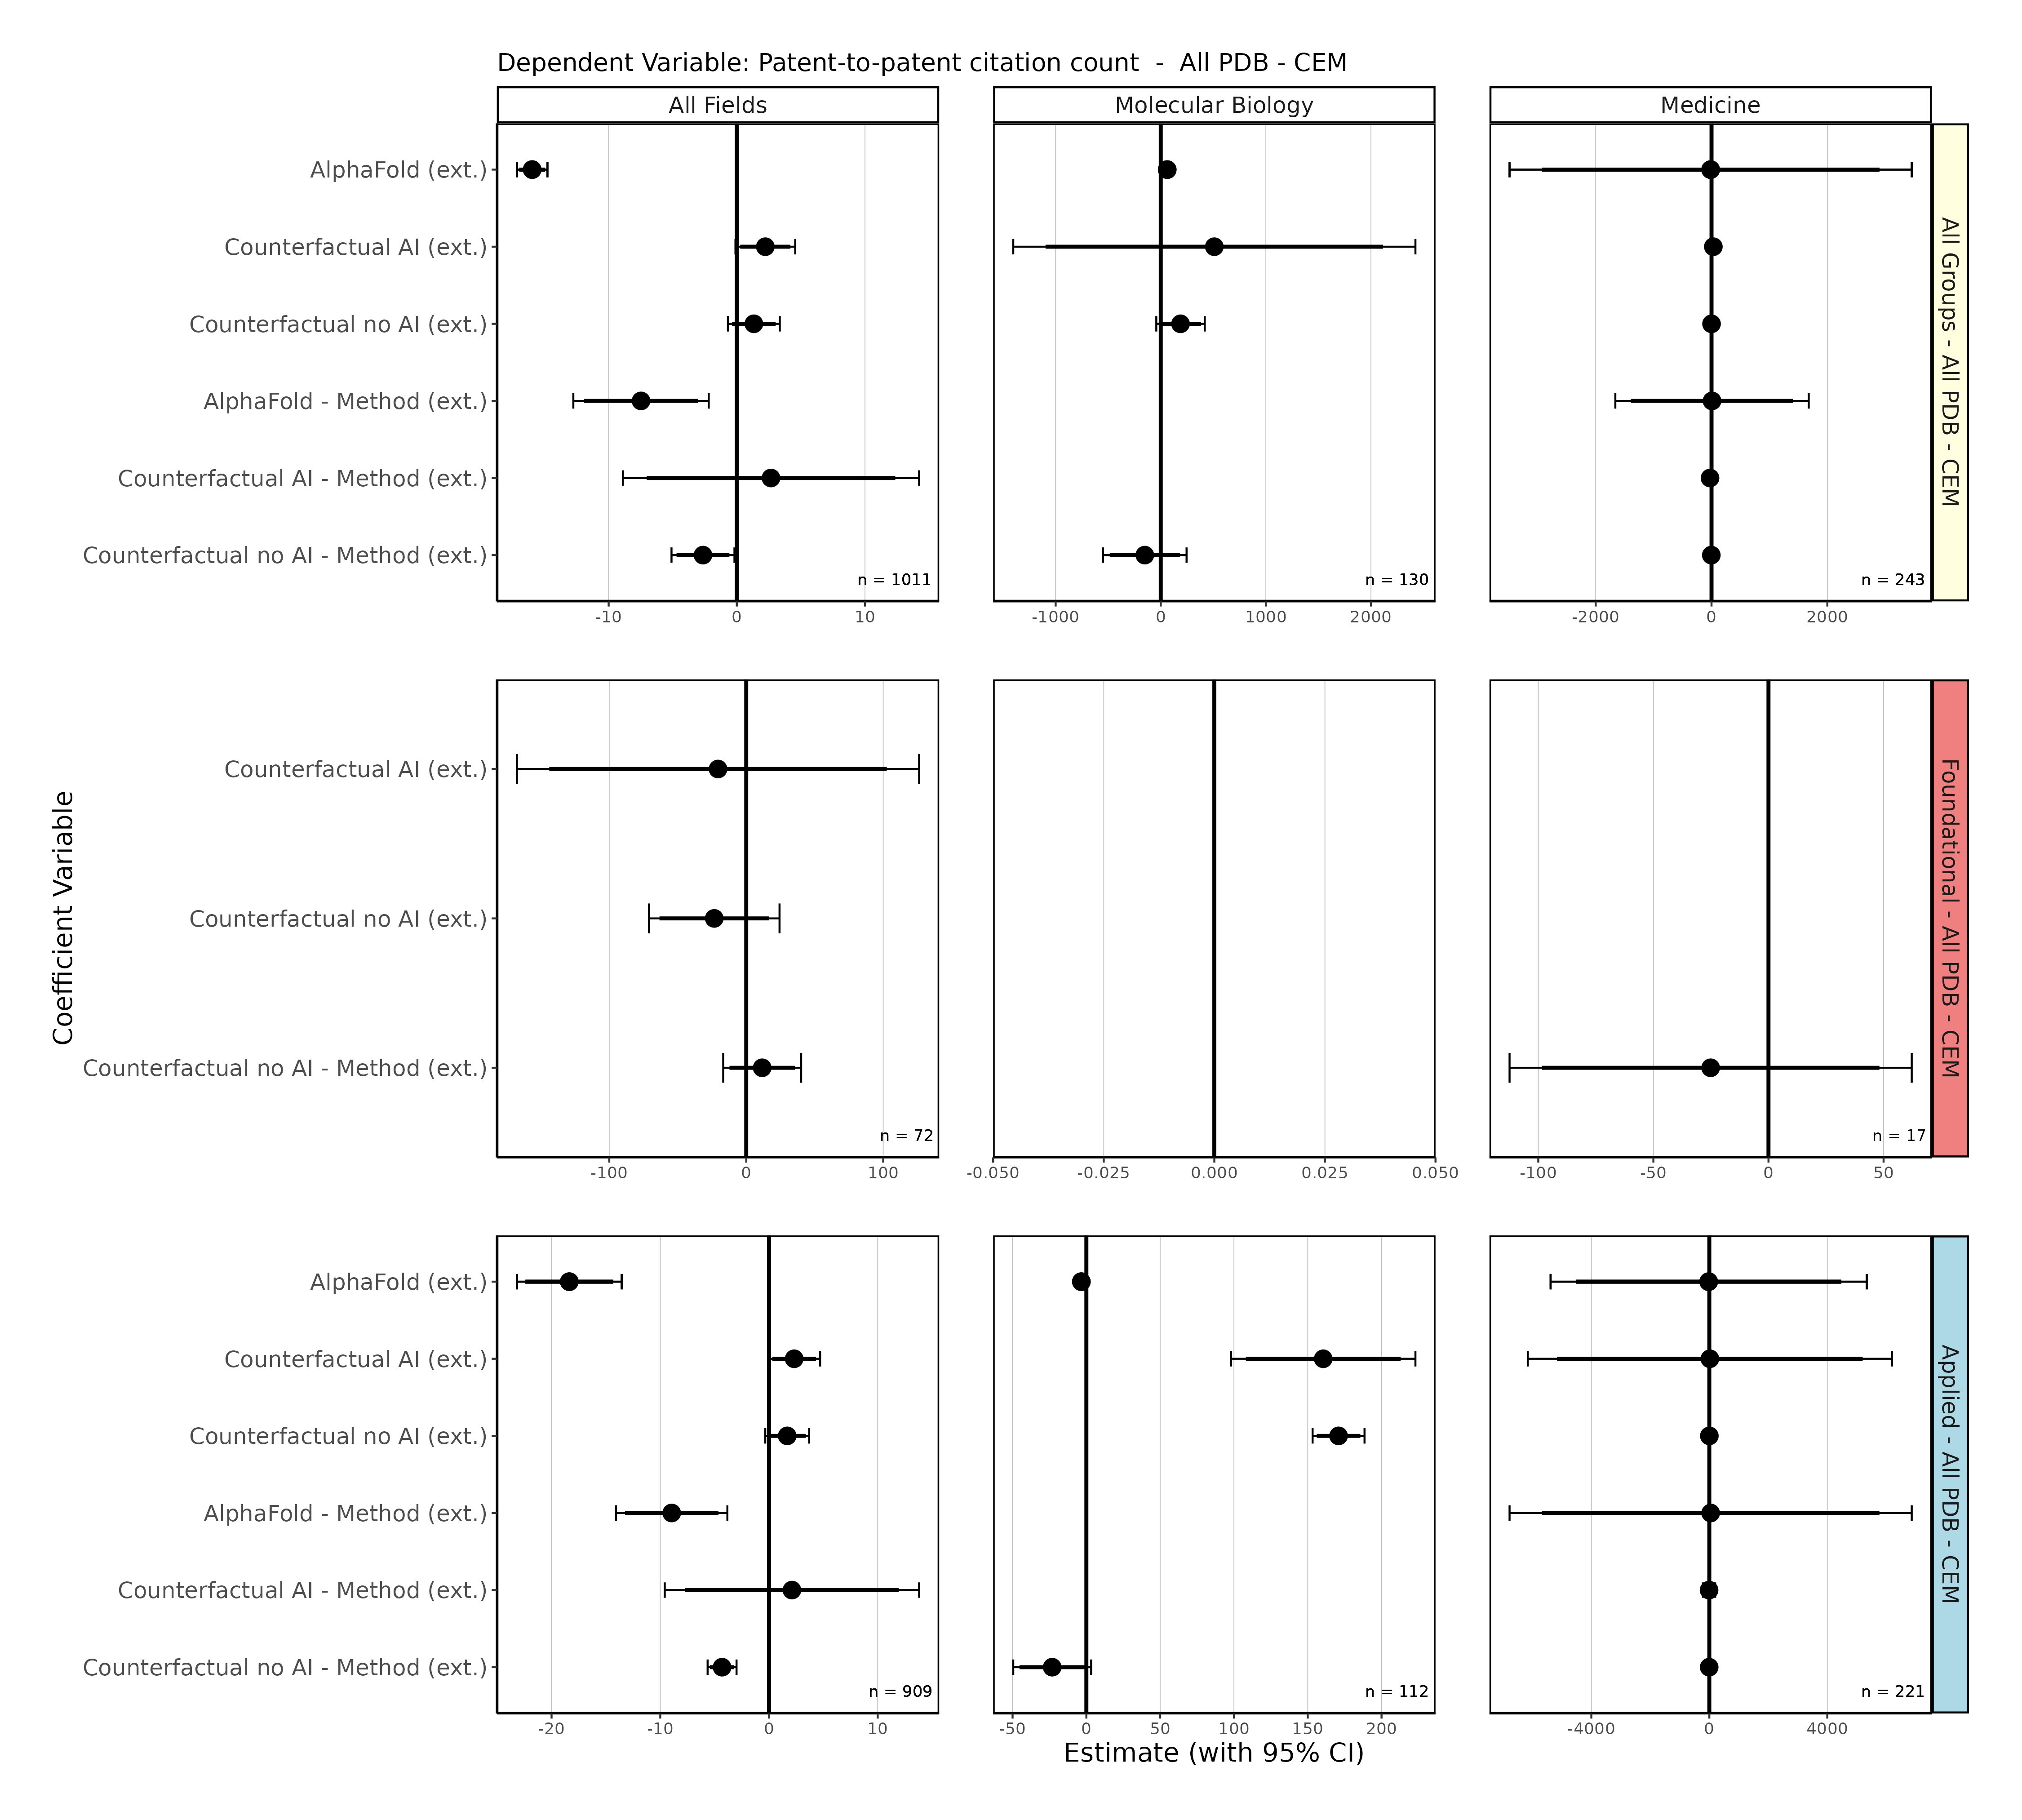 Dependent Variable: Patent-to-patent citation count - All PDB - CEM
All Fields
Molecular Biology
Medicine
AlphaFold (ext.)
Counterfactual AI (ext.)
Counterfactual no AI (ext.)
AlphaFold - Method (ext.)
Counterfactual AI - Method (ext.)
Counterfactual no AI - Method (ext.)
n = 1011
n = 130
n = 243
-10 0 10
-1000 0 1000 2000
-2000 0 2000
All Groups - All PDB - CEM
Coefficient Variable
Counterfactual AI (ext.)
Counterfactual no AI (ext.)
Counterfactual no AI - Method (ext.)
n = 72
n = 17
-100 0 100
-0.050 -0.025 0.000 0.025 0.050
-100 -50 0 50
Foundational - All PDB - CEM
AlphaFold (ext.)
Counterfactual AI (ext.)
Counterfactual no AI (ext.)
AlphaFold - Method (ext.)
Counterfactual AI - Method (ext.)
Counterfactual no AI - Method (ext.)
n = 909
n = 112
n = 221
-20 -10 0 10
-50 0 50 100 150 200
-4000 0 4000
Applied - All PDB - CEM
Estimate (with 95% CI)